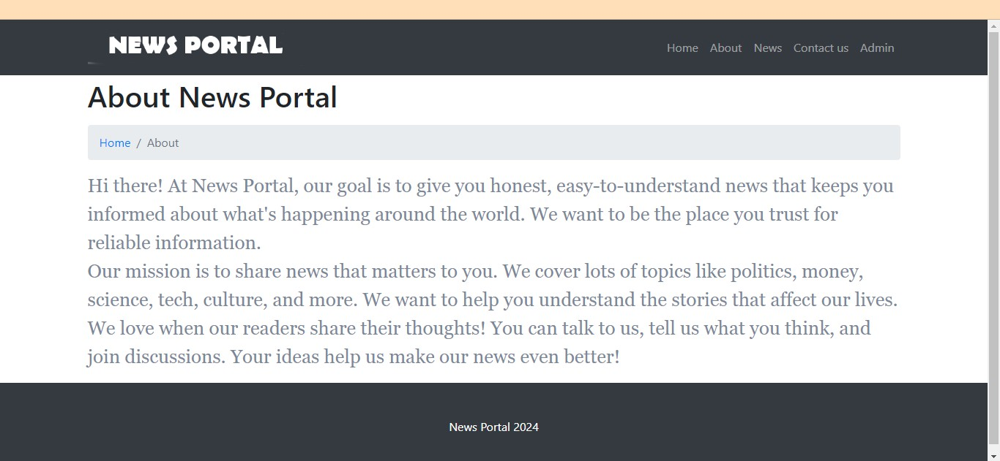 NEWS PORTAL
Home About News Contact us Admin
About News Portal
Home / About
Hi there! At News Portal, our goal is to give you honest, easy-to-understand news that keeps you
informed about what's happening around the world. We want to be the place you trust for
reliable information.
Our mission is to share news that matters to you. We cover lots of topics like politics, money,
science, tech, culture, and more. We want to help you understand the stories that affect our lives.
We love when our readers share their thoughts! You can talk to us, tell us what you think, and
join discussions. Your ideas help us make our news even better!
News Portal 2024